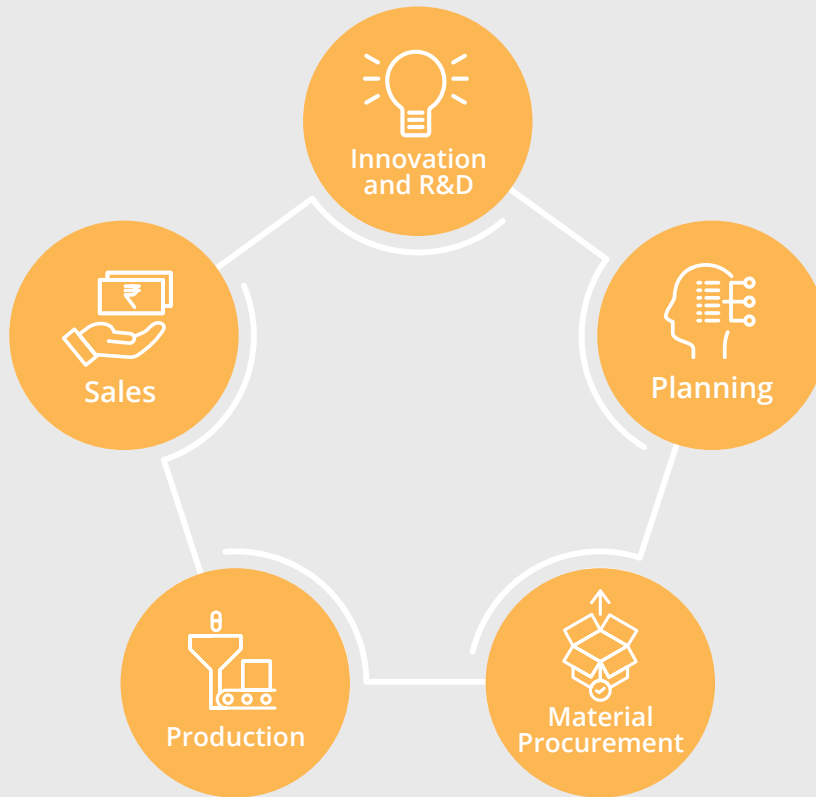 Innovation
and R&D
Planning
Material
Procurement
Production
Sales
₹